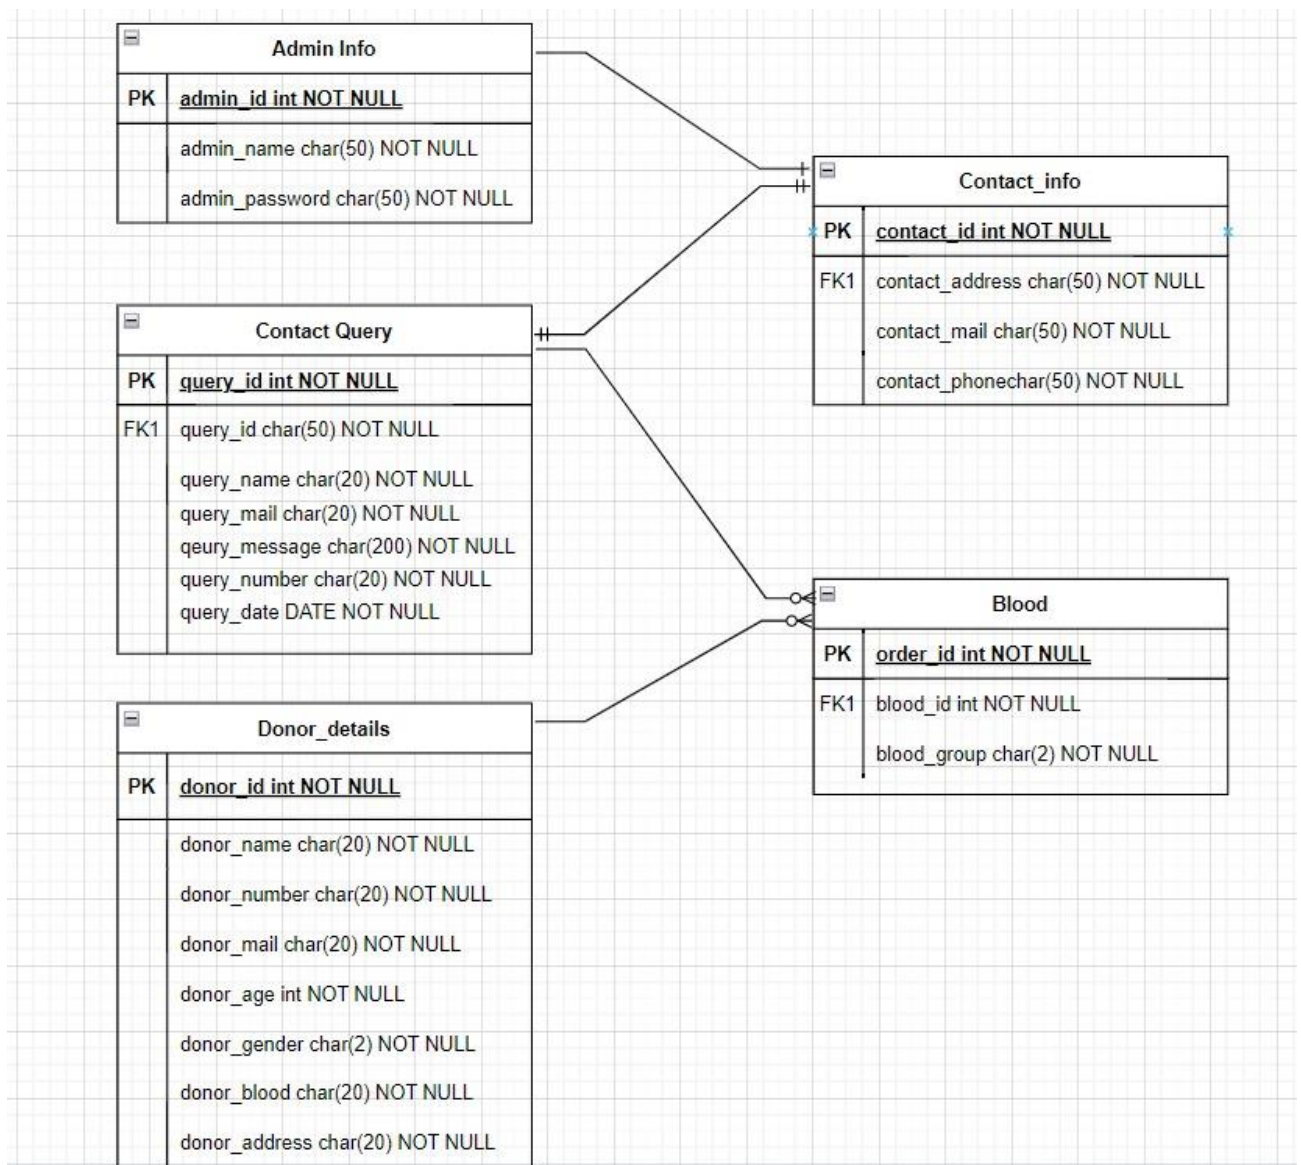 Admin Info
PK admin_id int NOT NULL
admin_name char(50) NOT NULL
admin_password char(50) NOT NULL
Contact_info
PK contact_id int NOT NULL
FK1 contact_address char(50) NOT NULL
contact_mail char(50) NOT NULL
contact_phonechar(50) NOT NULL
Contact Query
PK query_id int NOT NULL
FK1 query_id char(50) NOT NULL
query_name char(20) NOT NULL
query_mail char(20) NOT NULL
qeury_message char(200) NOT NULL
query_number char(20) NOT NULL
query_date DATE NOT NULL
Blood
PK order_id int NOT NULL
FK1 blood_id int NOT NULL
blood_group char(2) NOT NULL
Donor_details
PK donor_id int NOT NULL
donor_name char(20) NOT NULL
donor_number char(20) NOT NULL
donor_mail char(20) NOT NULL
donor_age int NOT NULL
donor_gender char(2) NOT NULL
donor_blood char(20) NOT NULL
donor_address char(20) NOT NULL